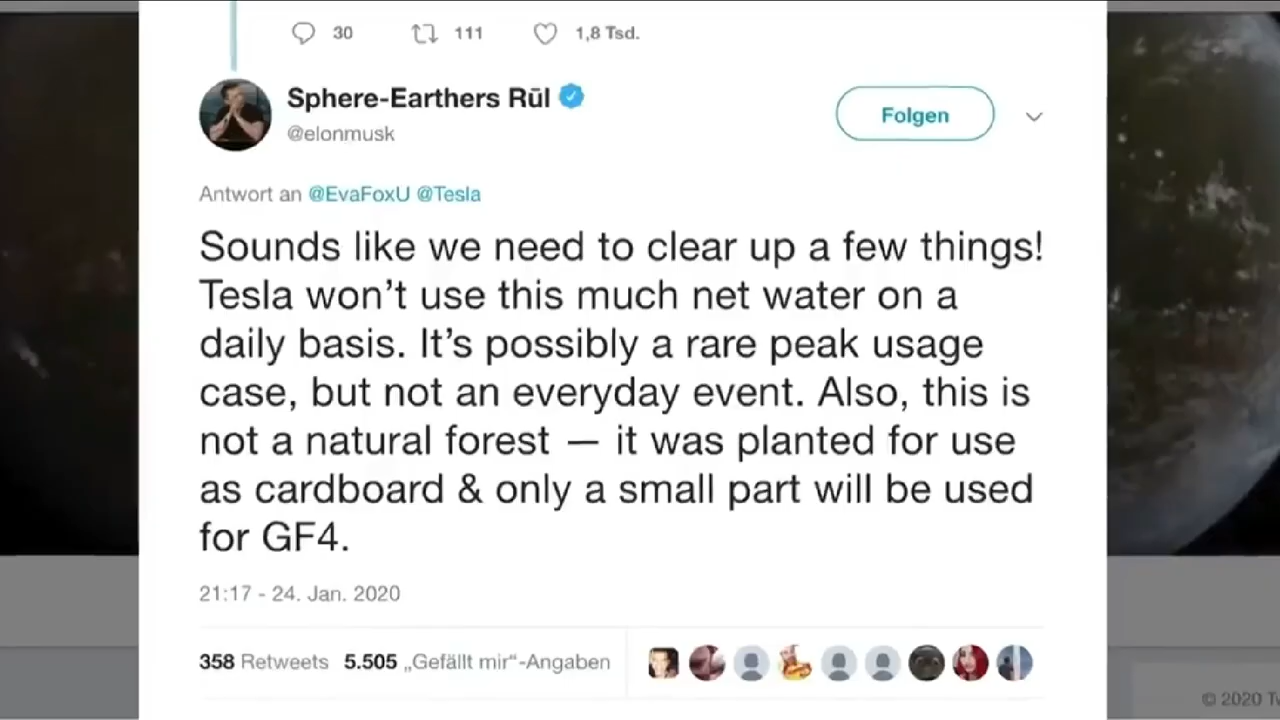 30 111 1,8 Tsd.
Sphere-Earthers Rūl
@elonmusk
Folgen
Antwort an @EvaFoxU @Tesla
Sounds like we need to clear up a few things!
Tesla won’t use this much net water on a
daily basis. It’s possibly a rare peak usage
case, but not an everyday event. Also, this is
not a natural forest — it was planted for use
as cardboard & only a small part will be used
for GF4.
21:17 - 24. Jan. 2020
358 Retweets 5.505 „Gefällt mir“-Angaben
© 2020